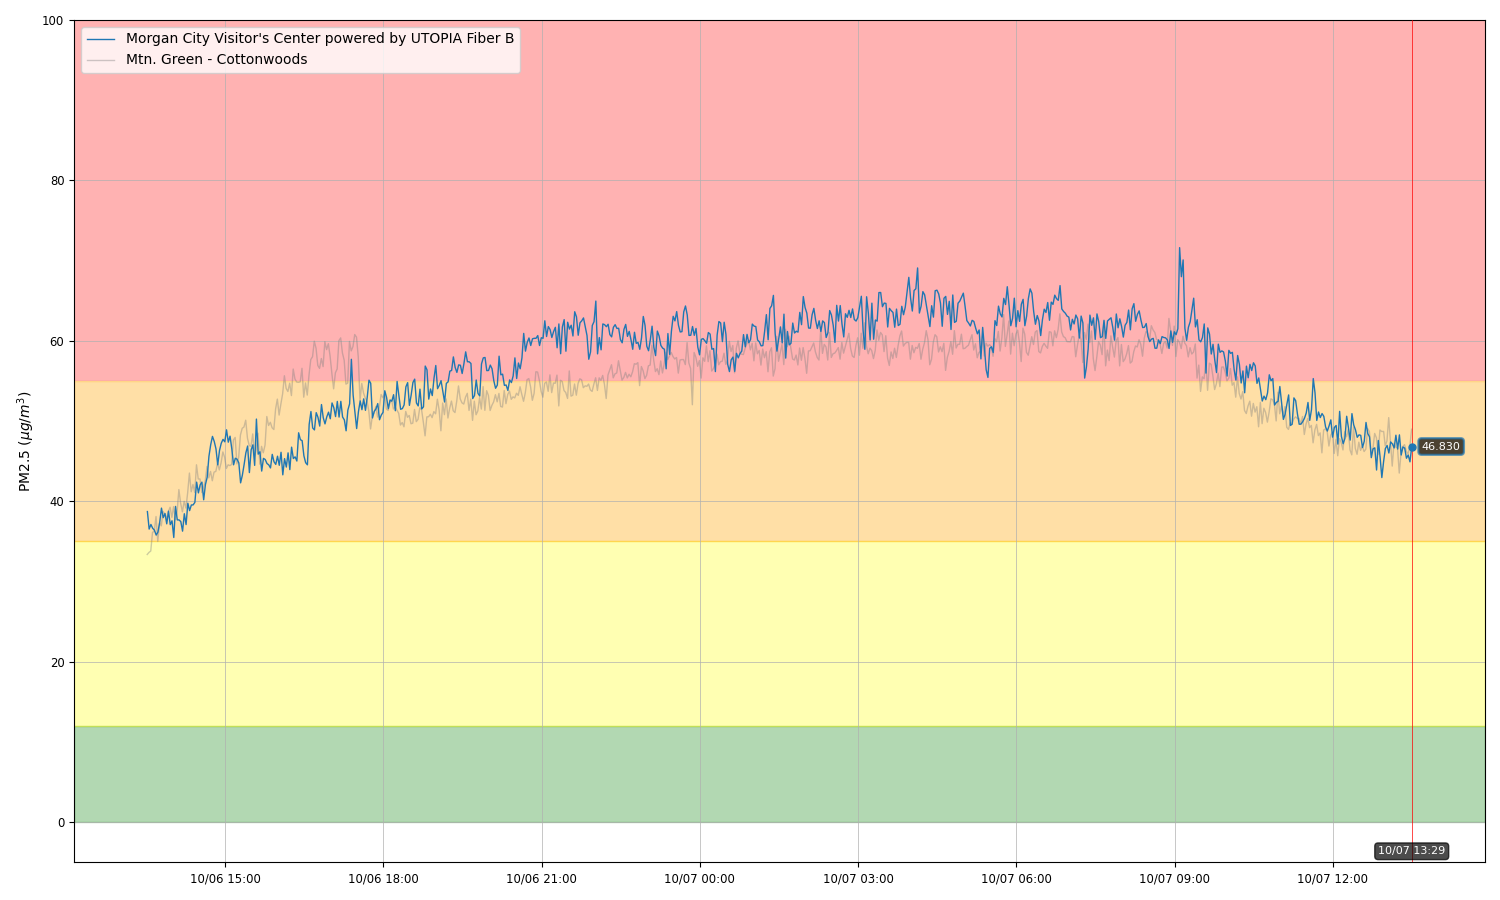 100
Morgan City Visitor's Center powered by UTOPIA Fiber B
Mtn. Green - Cottonwoods
80
60
PM2.5 (μg/m³)
46.830
40
20
0
10/07 13:29
10/06 15:00 10/06 18:00 10/06 21:00 10/07 00:00 10/07 03:00 10/07 06:00 10/07 09:00 10/07 12:00